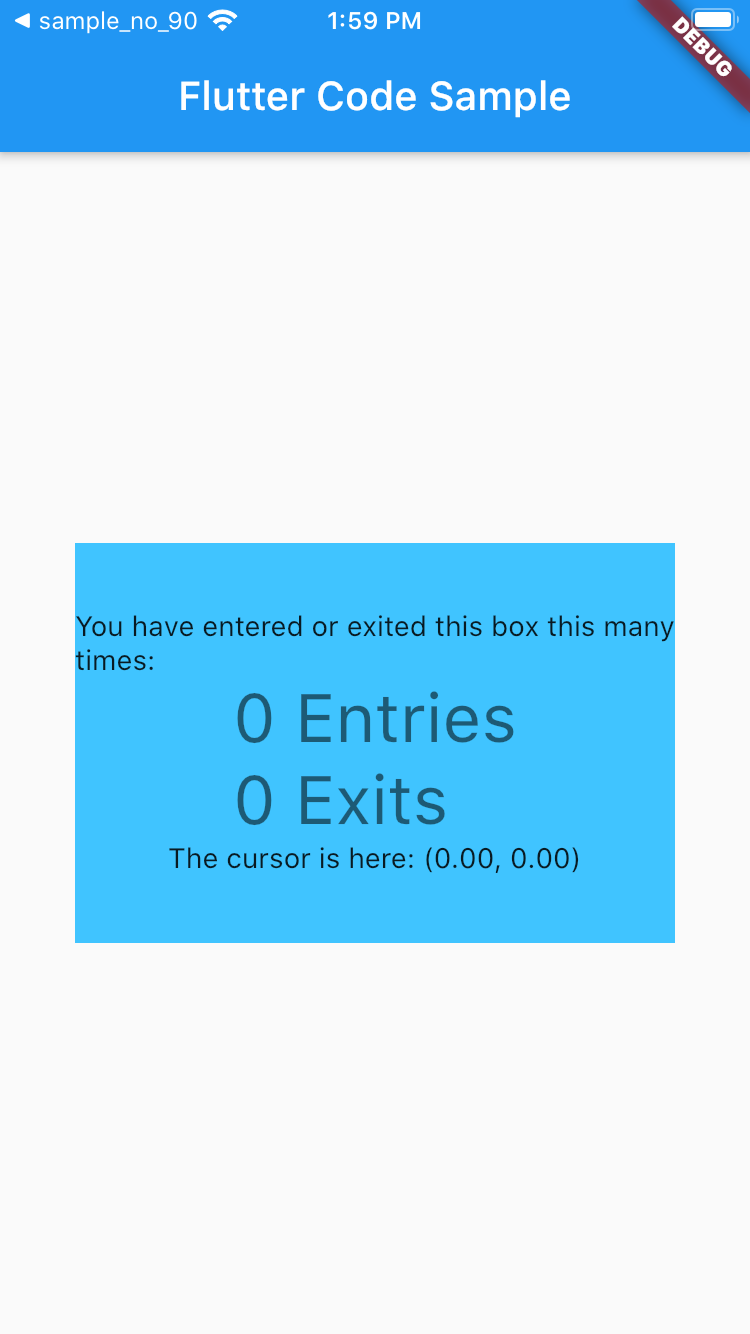 ◀ sample_no_90 1:59 PM
DEBUG
Flutter Code Sample
You have entered or exited this box this many
times:
0 Entries
0 Exits
The cursor is here: (0.00, 0.00)